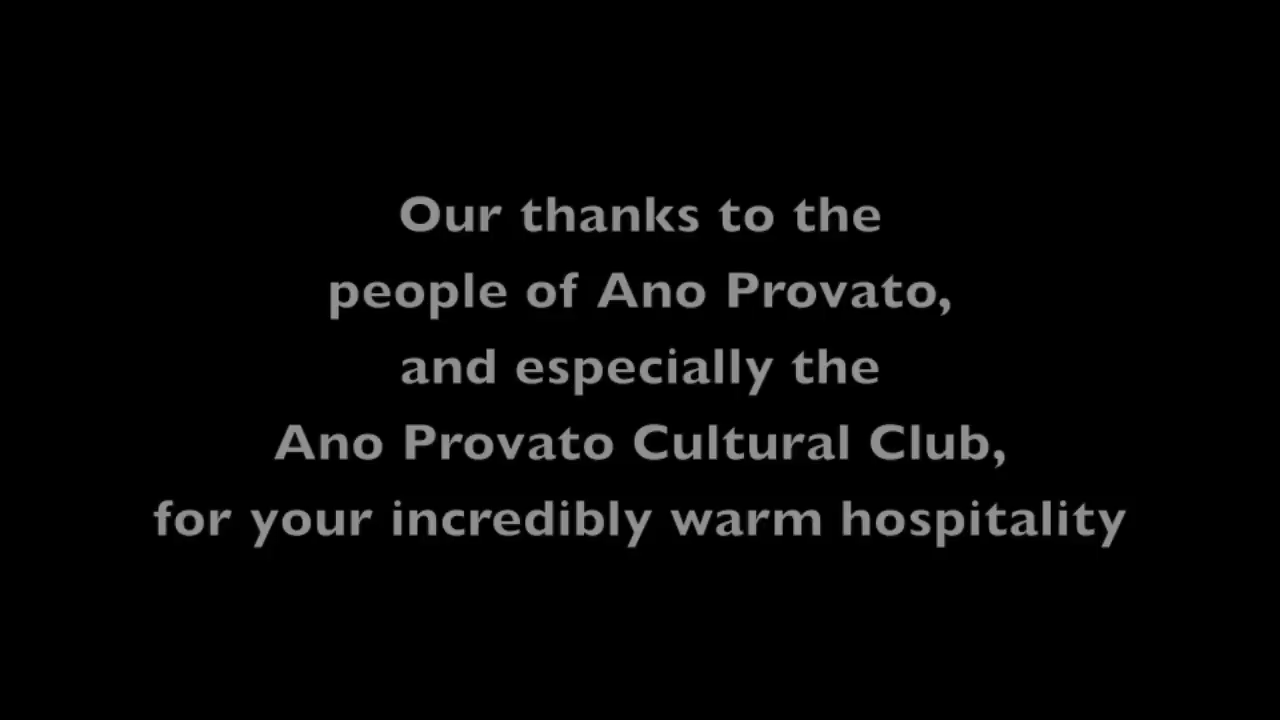 Our thanks to the
people of Ano Provato,
and especially the
Ano Provato Cultural Club,
for your incredibly warm hospitality